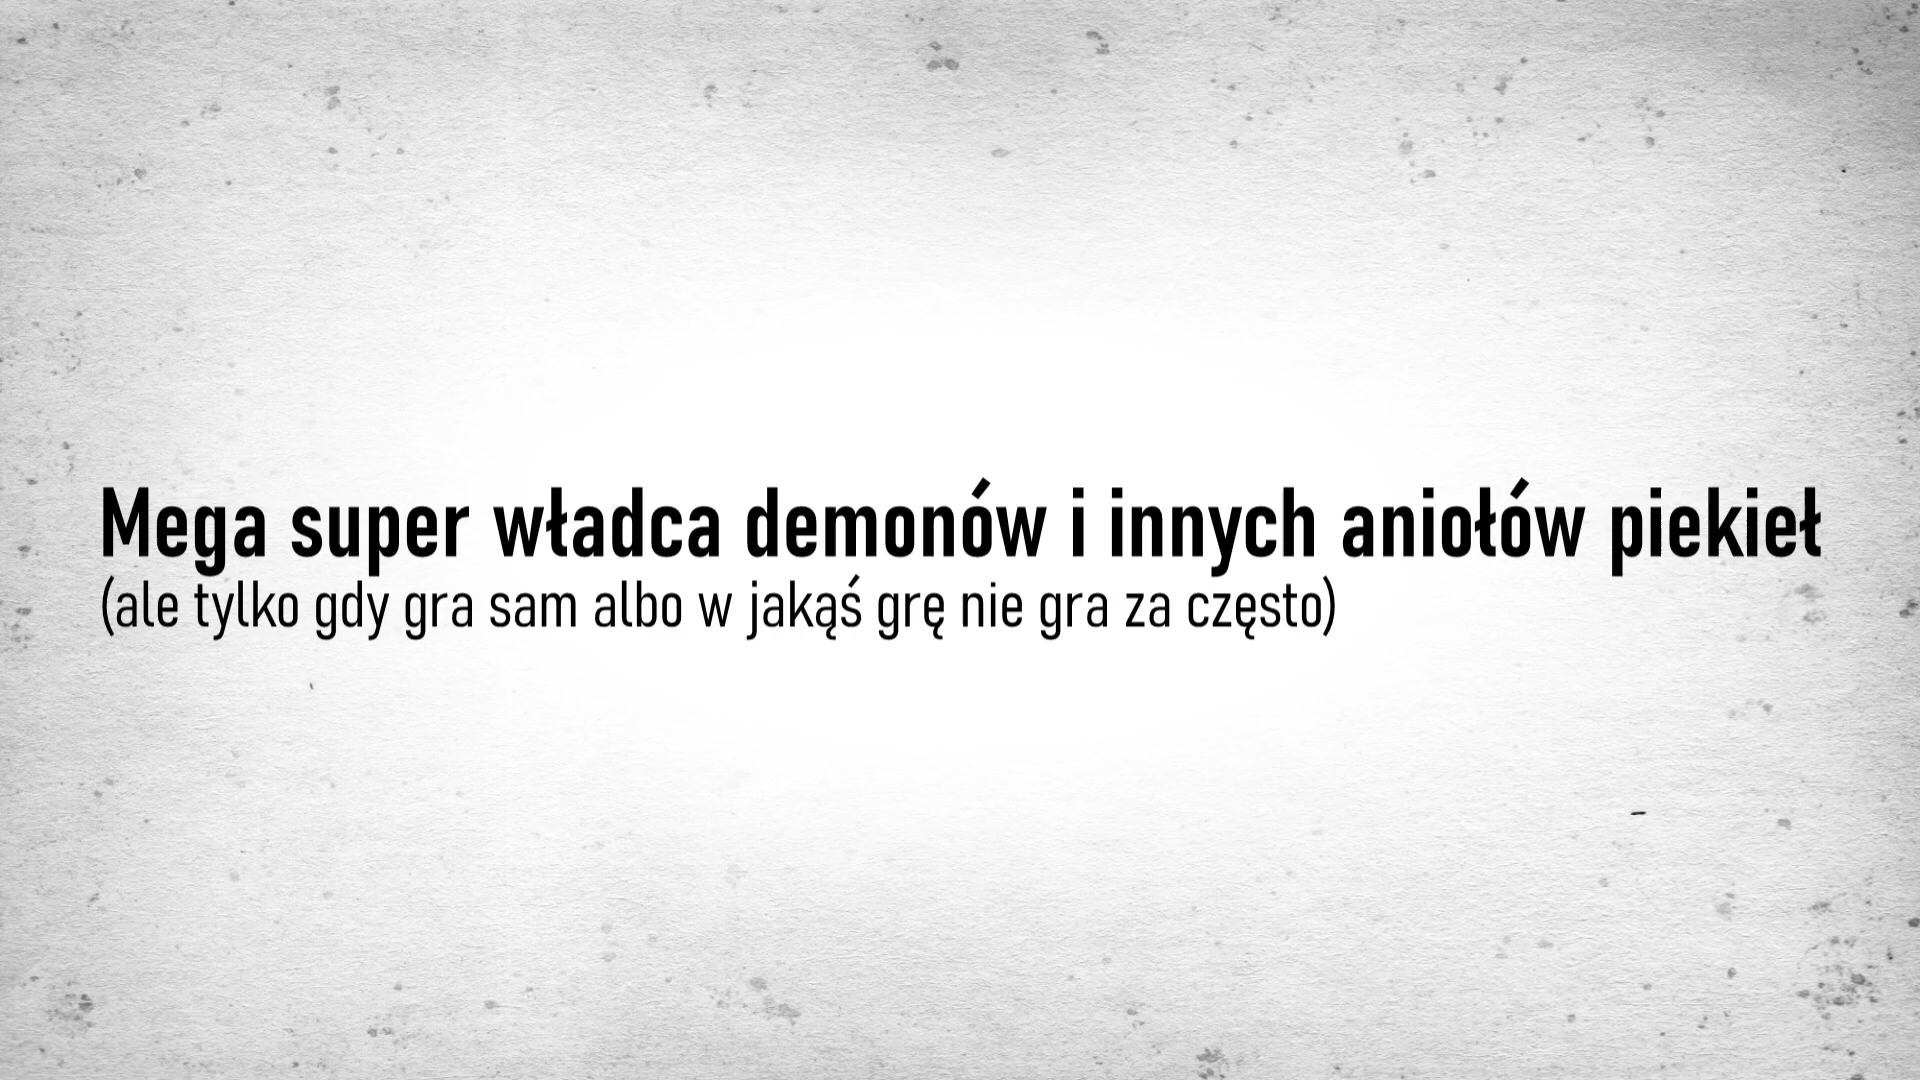 Mega super władca demonów i innych aniołów piekieł
(ale tylko gdy gra sam albo w jakąś grę nie gra za często)